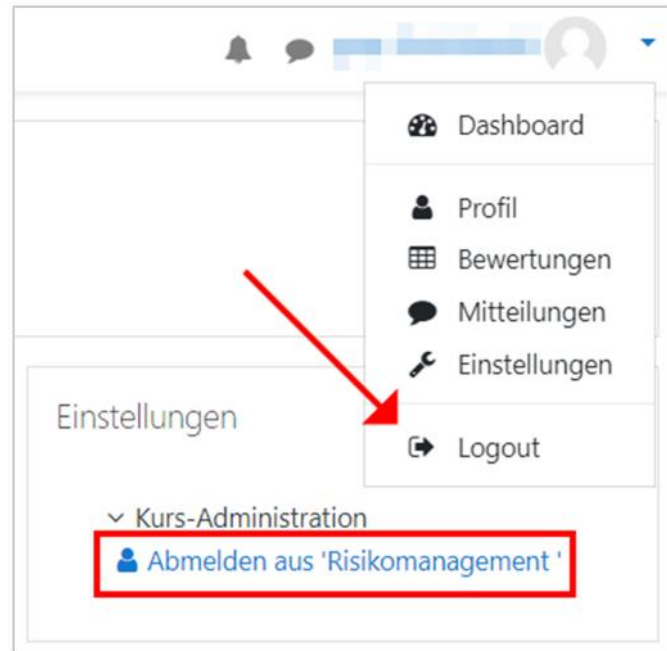 Dashboard
Profil
Bewertungen
Mitteilungen
Einstellungen
Logout
Einstellungen
Kurs-Administration
Abmelden aus 'Risikomanagement '